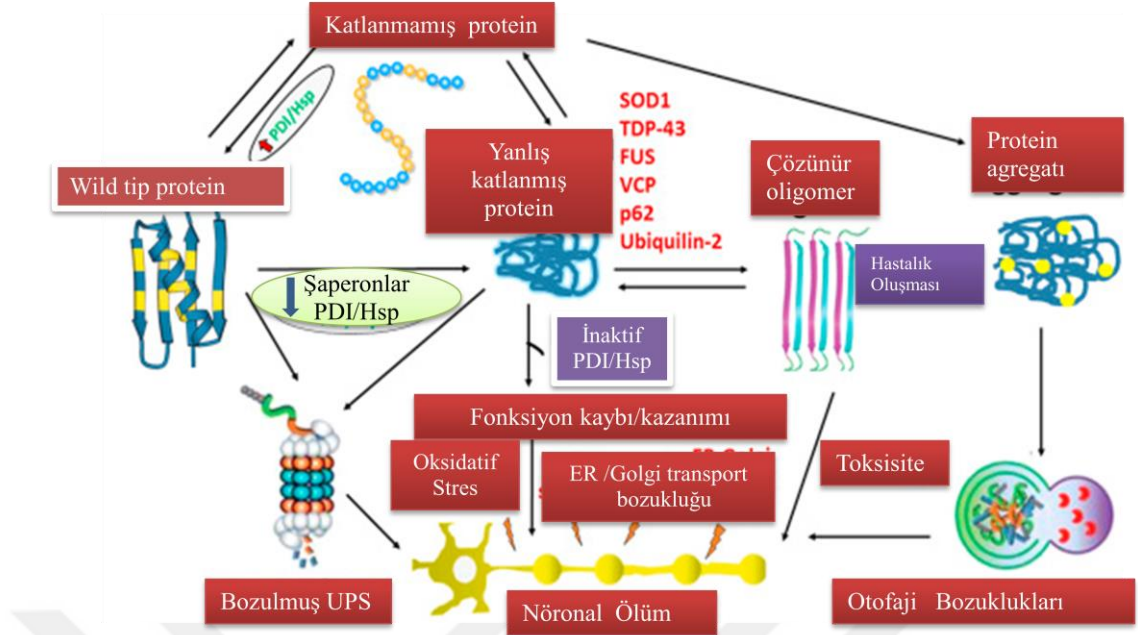 Katlanmamış protein
PDI/Hsp
SOD1
TDP-43
FUS
VCP
p62
Ubiquilin-2
Wild tip protein
Yanlış
katlanmış
protein
Çözünür
oligomer
Protein
agregatı
Şaperonlar
PDI/Hsp
Hastalık
Oluşması
İnaktif
PDI/Hsp
Fonksiyon kaybı/kazanımı
Oksidatif
Stres
ER /Golgi transport
bozukluğu
Toksisite
Bozulmuş UPS
Nöronal Ölüm
Otofaji Bozuklukları